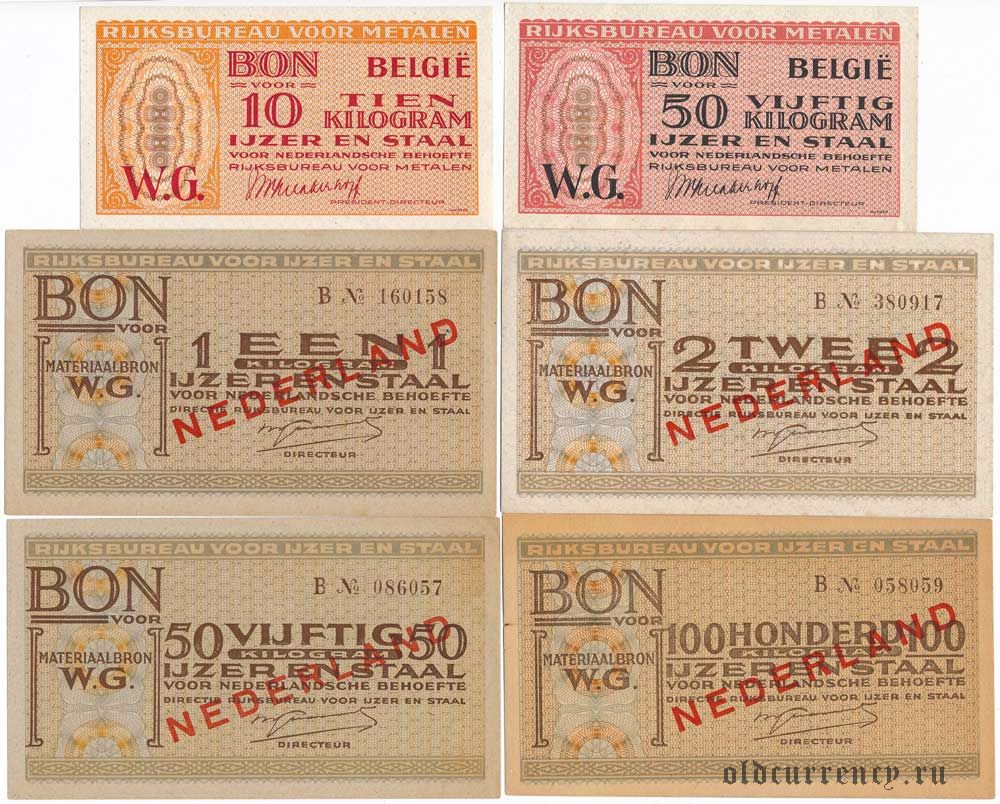 RIJKSBUREAU VOOR METALEN
BON BELGIË
VOOR
10 TIEN
KILOGRAM
IJZER EN STAAL
VOOR NEDERLANDSCHE BEHOEFTE
W.G. RIJKSBUREAU VOOR METALEN
PRESIDENT-DIRECTEUR
RIJKSBUREAU VOOR METALEN
BON BELGIË
VOOR
50 VIJFTIG
KILOGRAM
IJZER EN STAAL
VOOR NEDERLANDSCHE BEHOEFTE
W.G. RIJKSBUREAU VOOR METALEN
PRESIDENT-DIRECTEUR
RIJKSBUREAU VOOR IJZER EN STAAL
BON B № 160158
VOOR
MATERIAALBRON
W.G.
1 EEN 1
KILOGRAM
IJZER EN STAAL
VOOR NEDERLANDSCHE BEHOEFTE
DIRECTIE RIJKSBUREAU VOOR IJZER EN STAAL
DIRECTEUR
NEDERLAND
RIJKSBUREAU VOOR IJZER EN STAAL
BON B № 380917
VOOR
MATERIAALBRON
W.G.
2 TWEE 2
KILOGRAM
IJZER EN STAAL
VOOR NEDERLANDSCHE BEHOEFTE
DIRECTIE RIJKSBUREAU VOOR IJZER EN STAAL
DIRECTEUR
NEDERLAND
RIJKSBUREAU VOOR IJZER EN STAAL
BON B № 086057
VOOR
MATERIAALBRON
W.G.
50 VIJFTIG 50
KILOGRAM
IJZER EN STAAL
VOOR NEDERLANDSCHE BEHOEFTE
DIRECTIE RIJKSBUREAU VOOR IJZER EN STAAL
DIRECTEUR
NEDERLAND
RIJKSBUREAU VOOR IJZER EN STAAL
BON B № 058059
VOOR
MATERIAALBRON
W.G.
100 HONDERD 100
KILOGRAM
IJZER EN STAAL
VOOR NEDERLANDSCHE BEHOEFTE
DIRECTIE RIJKSBUREAU VOOR IJZER EN STAAL
DIRECTEUR
NEDERLAND
oldcurrency.ru